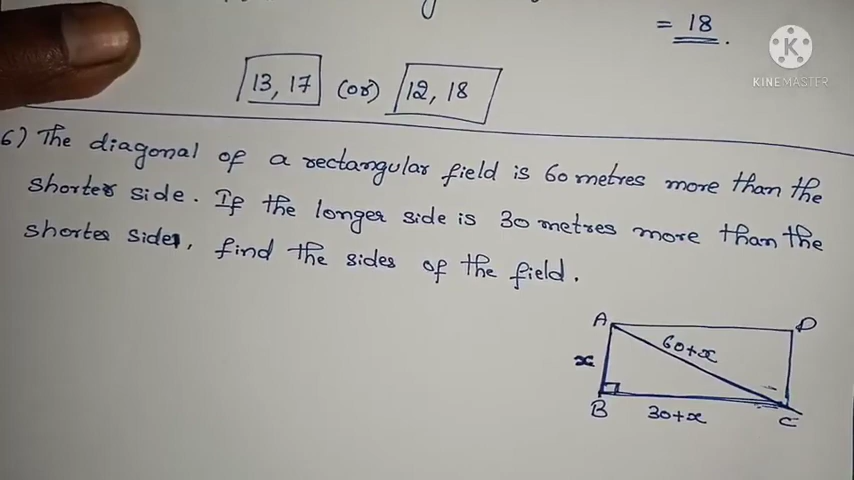 = 18.
K
KINEMASTER
13, 17 (or) 12, 18
6) The diagonal of a rectangular field is 60 metres more than the
shorter side. If the longer side is 30 metres more than the
shorter side, find the sides of the field.
A D
60+x
x
B 30+x C